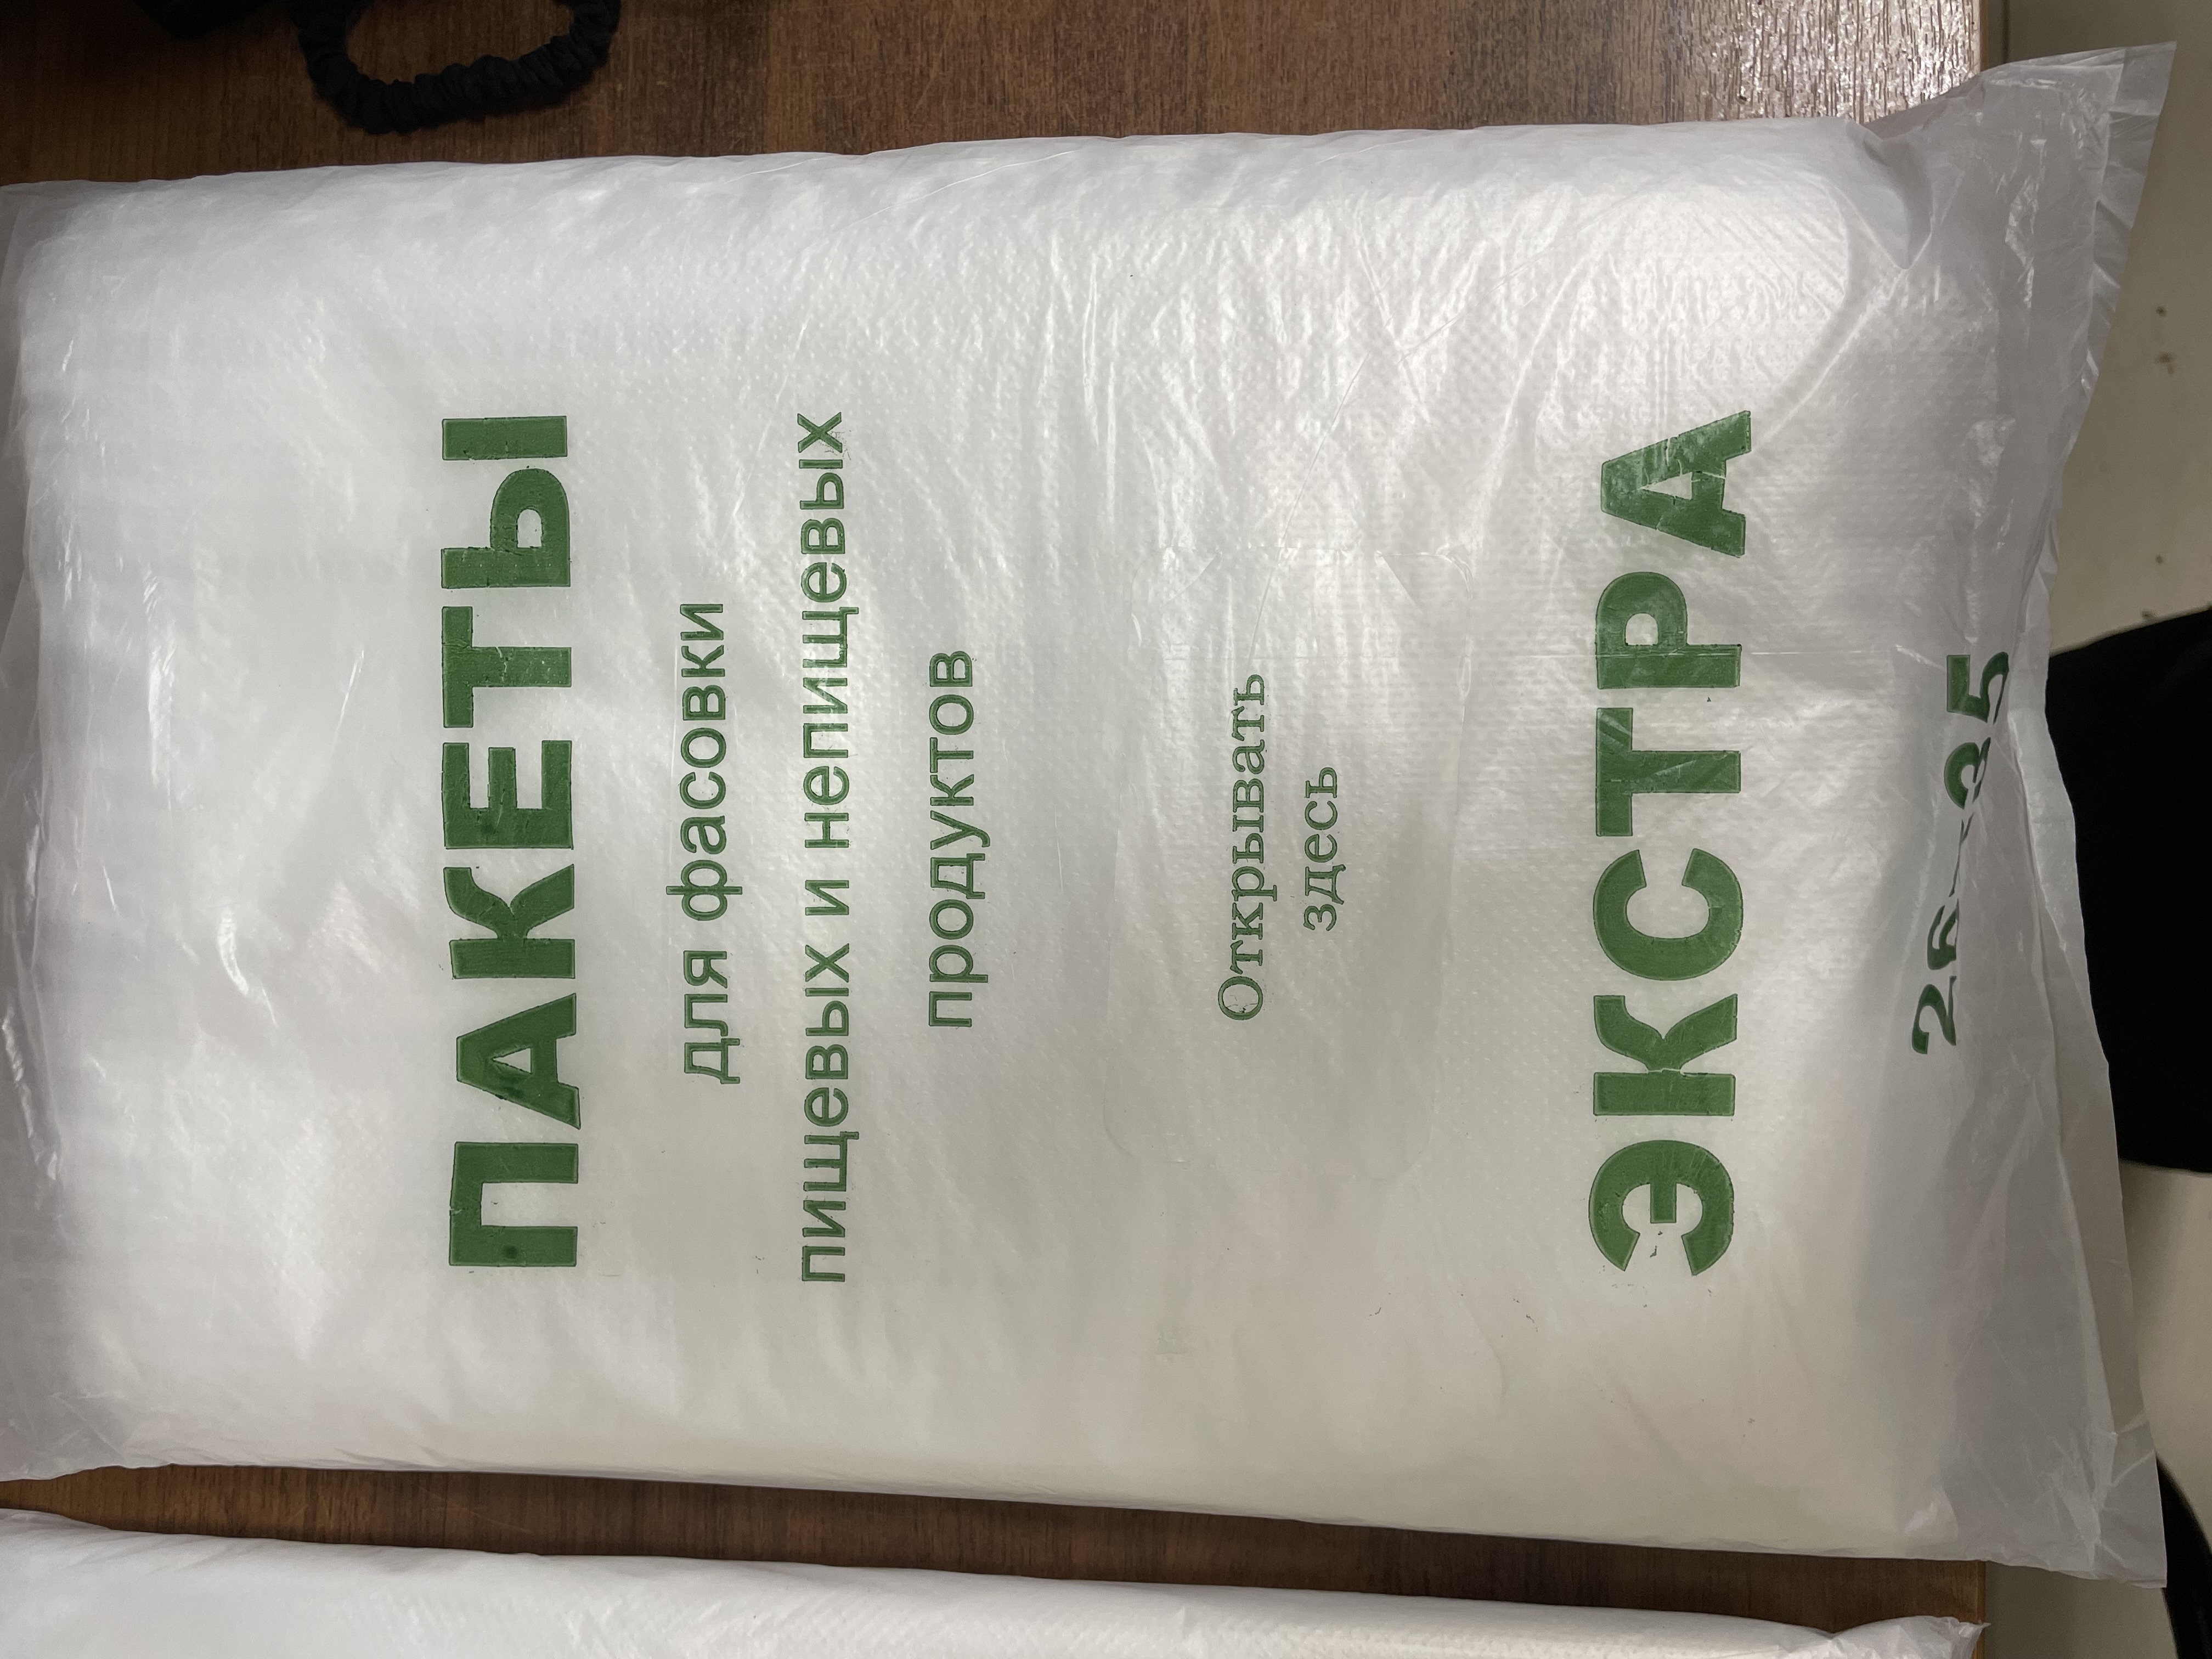 ПАКЕТЫ
для фасовки
пищевых и непищевых
продуктов
Открывать
здесь
ЭКСТРА